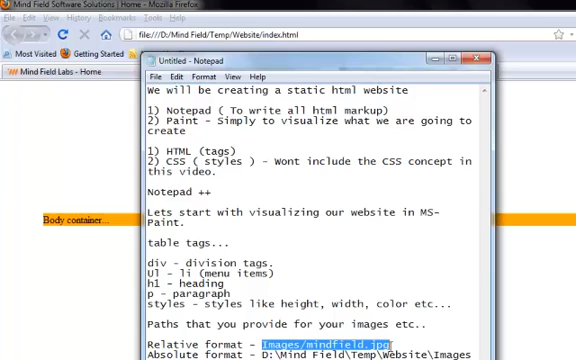 Mind Field Software Solutions | Home - Mozilla Firefox
File Edit View History Bookmarks Tools Help
file:///D:/Mind Field/Temp/Website/index.html
Most Visited Getting Started
Mind Field Labs - Home
Body container...
Untitled - Notepad
File Edit Format View Help
We will be creating a static html website
1) Notepad ( To write all html markup)
2) Paint - Simply to visualize what we are going to
create
1) HTML (tags)
2) CSS ( styles ) - Wont include the CSS concept in
this video.
Notepad ++
Lets start with visualizing our website in MS-
Paint.
table tags...
div - division tags.
Ul - li (menu items)
h1 - heading
p - paragraph
styles - styles like height, width, color etc...
Paths that you provide for your images etc..
Relative format - Images/mindfield.jpg
Absolute format - D:\Mind Field\Temp\Website\Images